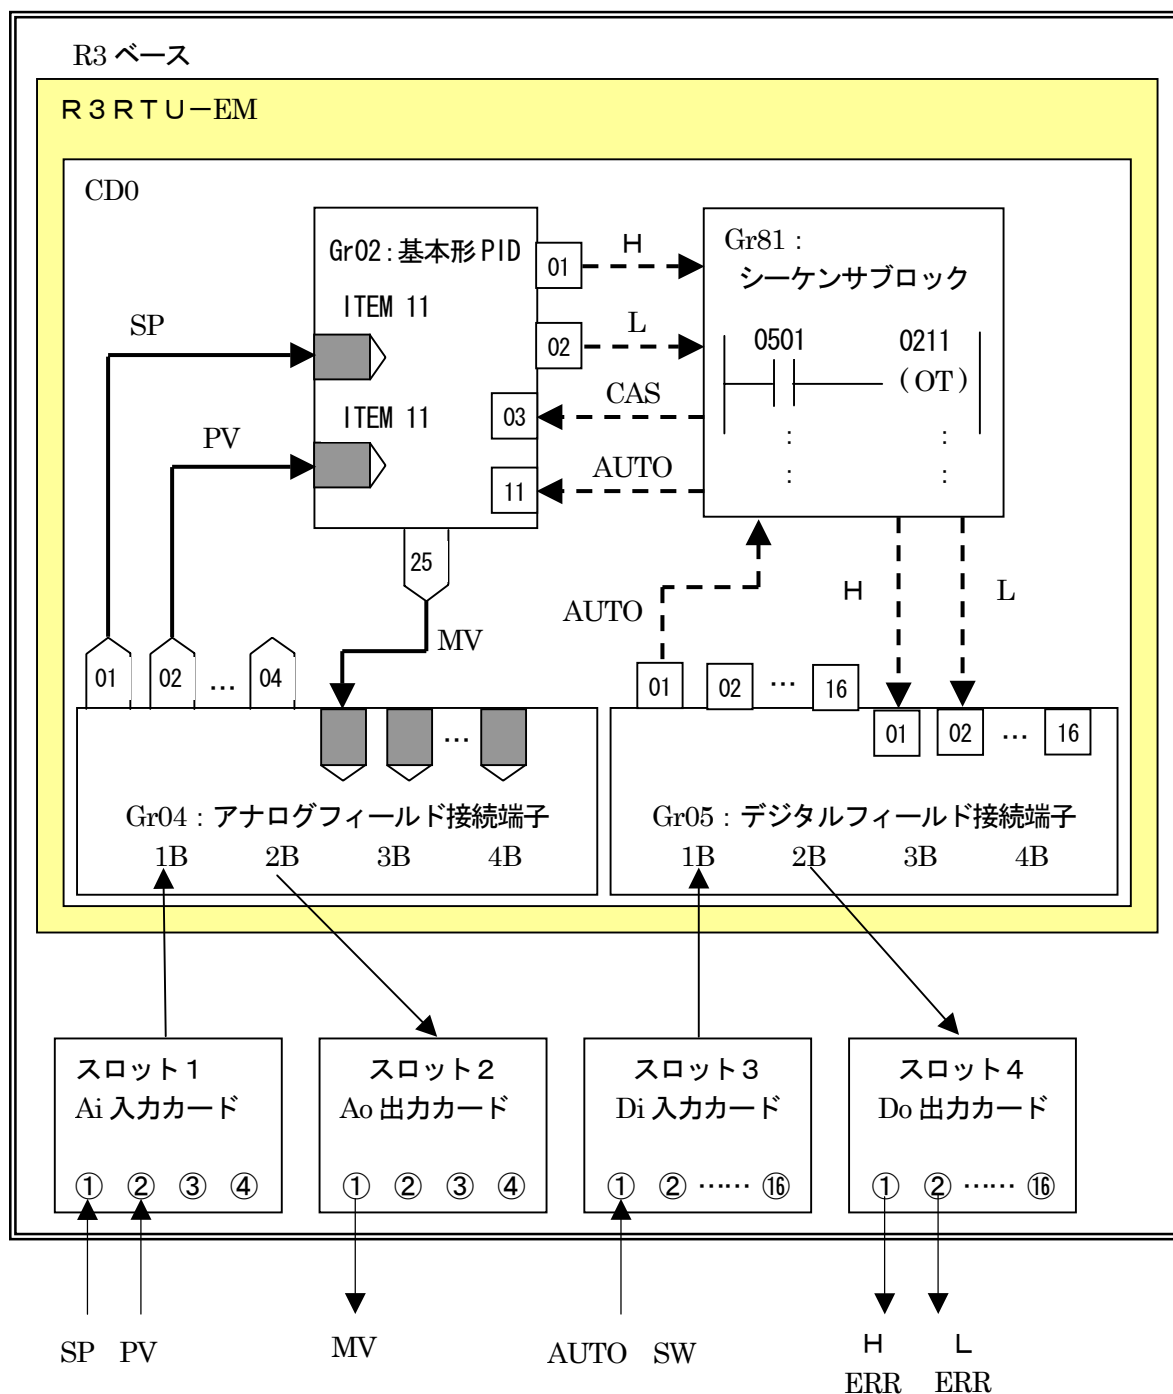 R3 ベース
Ｒ３ＲＴＵ－EM
CD0
Gr02:基本形PID
ITEM 11
ITEM 11
01
02
03
11
25
SP
PV
MV
H
L
CAS
AUTO
Gr81：
シーケンサブロック
0501 0211
(OT)
: :
: :
AUTO
H
L
01 02 … 04
…
01 02 … 16
01 02 … 16
Gr04：アナログフィールド接続端子
1B 2B 3B 4B
Gr05：デジタルフィールド接続端子
1B 2B 3B 4B
スロット１
Ai 入力カード
① ② ③ ④
スロット２
Ao 出力カード
① ② ③ ④
スロット３
Di 入力カード
① ② …… ⑯
スロット４
Do 出力カード
① ② …… ⑯
SP PV
MV
AUTO SW
H L
ERR ERR